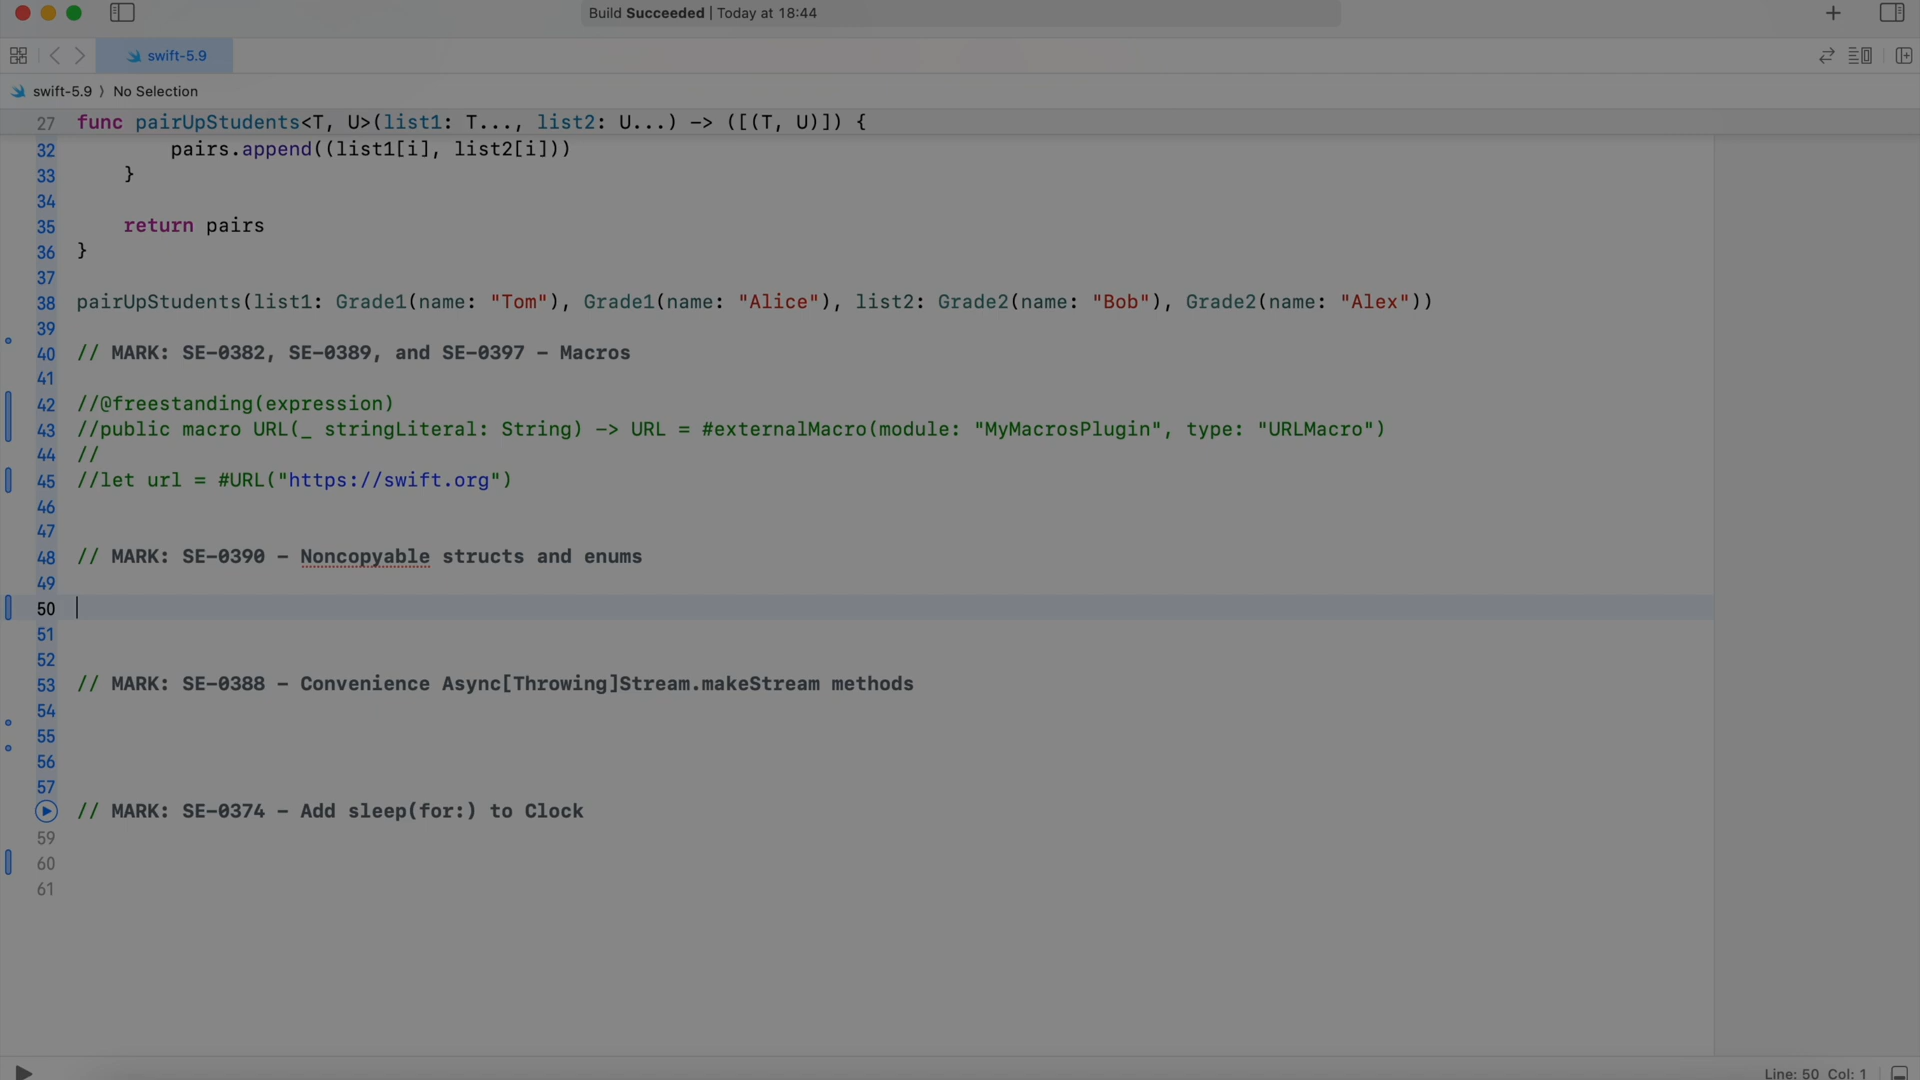 Build Succeeded | Today at 18:44
swift-5.9
swift-5.9 ⟩ No Selection
27 func pairUpStudents<T, U>(list1: T..., list2: U...) -> ([(T, U)]) {
32 pairs.append((list1[i], list2[i]))
33 }
34
35 return pairs
36 }
37
38 pairUpStudents(list1: Grade1(name: "Tom"), Grade1(name: "Alice"), list2: Grade2(name: "Bob"), Grade2(name: "Alex"))
39
40 // MARK: SE-0382, SE-0389, and SE-0397 - Macros
41
42 //@freestanding(expression)
43 //public macro URL(_ stringLiteral: String) -> URL = #externalMacro(module: "MyMacrosPlugin", type: "URLMacro")
44 //
45 //let url = #URL("https://swift.org")
46
47
48 // MARK: SE-0390 - Noncopyable structs and enums
49
50
51
52
53 // MARK: SE-0388 - Convenience Async[Throwing]Stream.makeStream methods
54
55
56
57
// MARK: SE-0374 - Add sleep(for:) to Clock
59
60
61
Line: 50 Col: 1